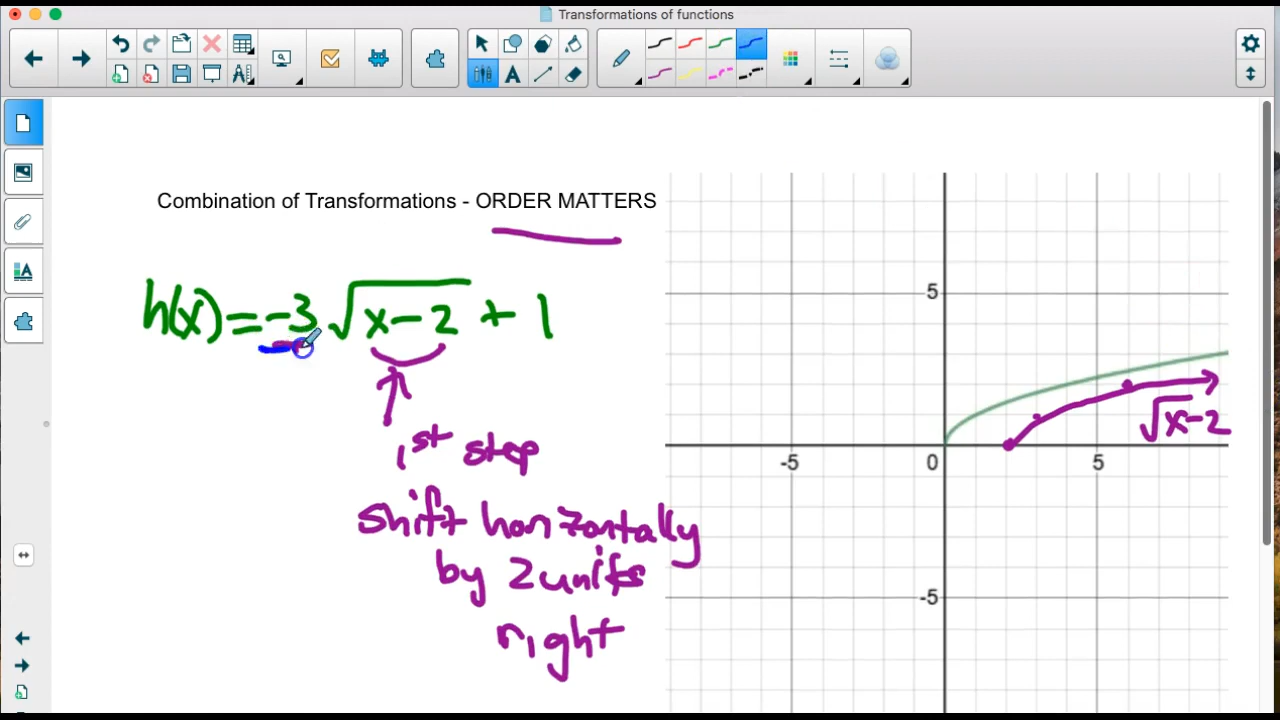 Transformations of functions
Combination of Transformations - ORDER MATTERS
h(x) = -3 √(x-2) + 1
1st step
shift horizontally
by 2 units
right
5
-5
0
5
-5
√x-2